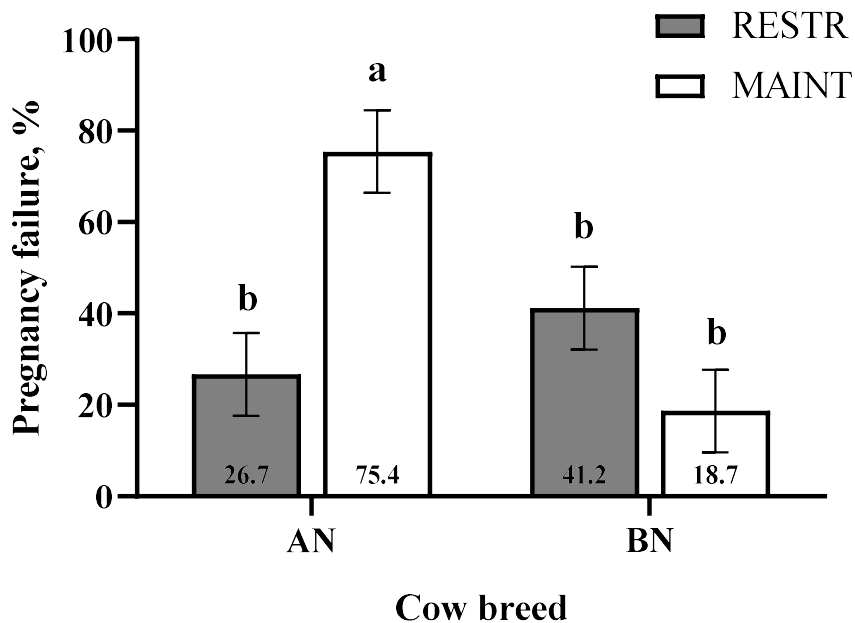 RESTR
MAINT
Pregnancy failure, %
100
80
60
40
20
0
b
a
b
b
26.7
75.4
41.2
18.7
AN
BN
Cow breed